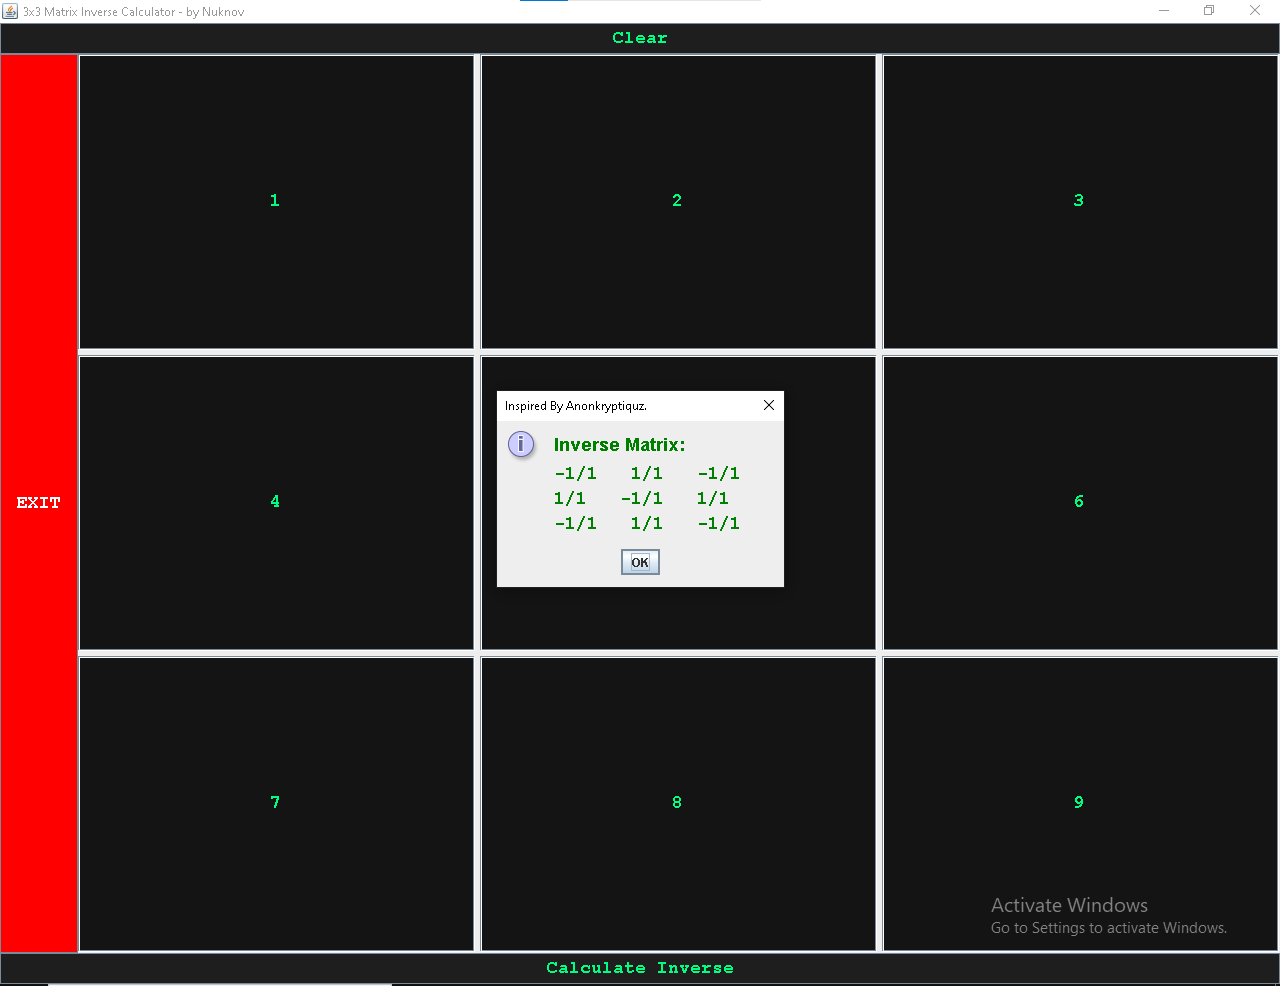 3x3 Matrix Inverse Calculator - by Nuknov
Clear
1 2 3
EXIT
4 6
Inspired By Anonkryptiquz.
i
Inverse Matrix:
-1/1 1/1 -1/1
1/1 -1/1 1/1
-1/1 1/1 -1/1
OK
7 8 9
Activate Windows
Go to Settings to activate Windows.
Calculate Inverse